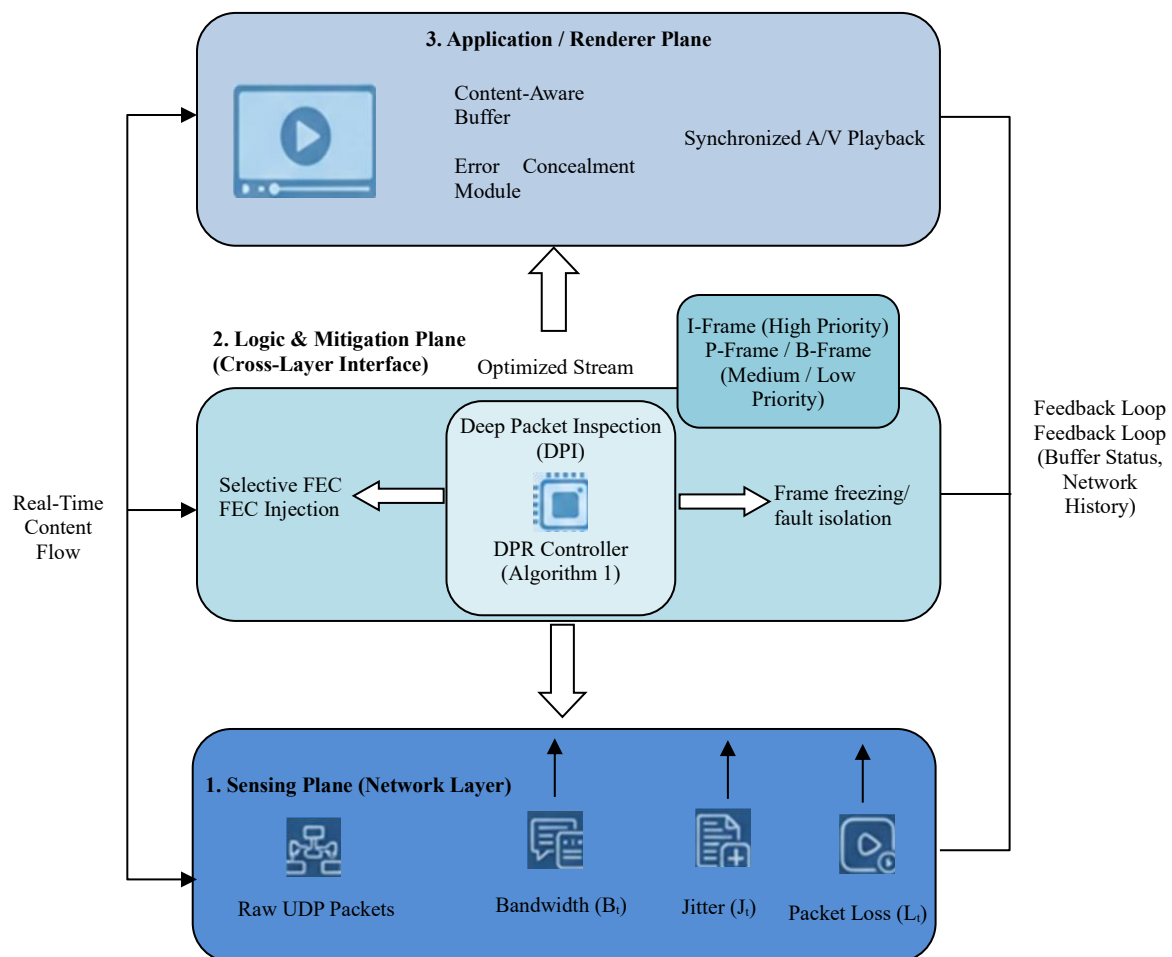 3. Application / Renderer Plane
Content-Aware
Buffer
Error Concealment
Module
Synchronized A/V Playback
2. Logic & Mitigation Plane
(Cross-Layer Interface)
Optimized Stream
I-Frame (High Priority)
P-Frame / B-Frame
(Medium / Low
Priority)
Deep Packet Inspection
(DPI)
DPR Controller
(Algorithm 1)
Selective FEC
FEC Injection
Frame freezing/
fault isolation
Real-Time
Content
Flow
Feedback Loop
Feedback Loop
(Buffer Status,
Network
History)
1. Sensing Plane (Network Layer)
Raw UDP Packets
Bandwidth (Bₜ)
Jitter (Jₜ)
Packet Loss (Lₜ)